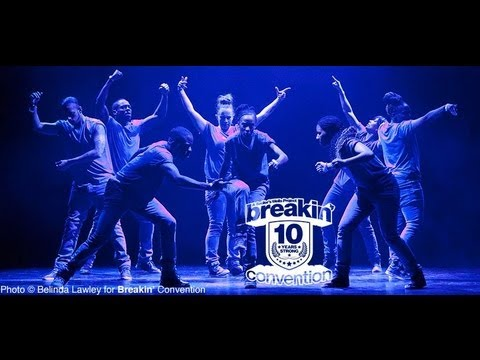 breakin'
10
YEARS
STRONG
convention
Photo © Belinda Lawley for Breakin' Convention